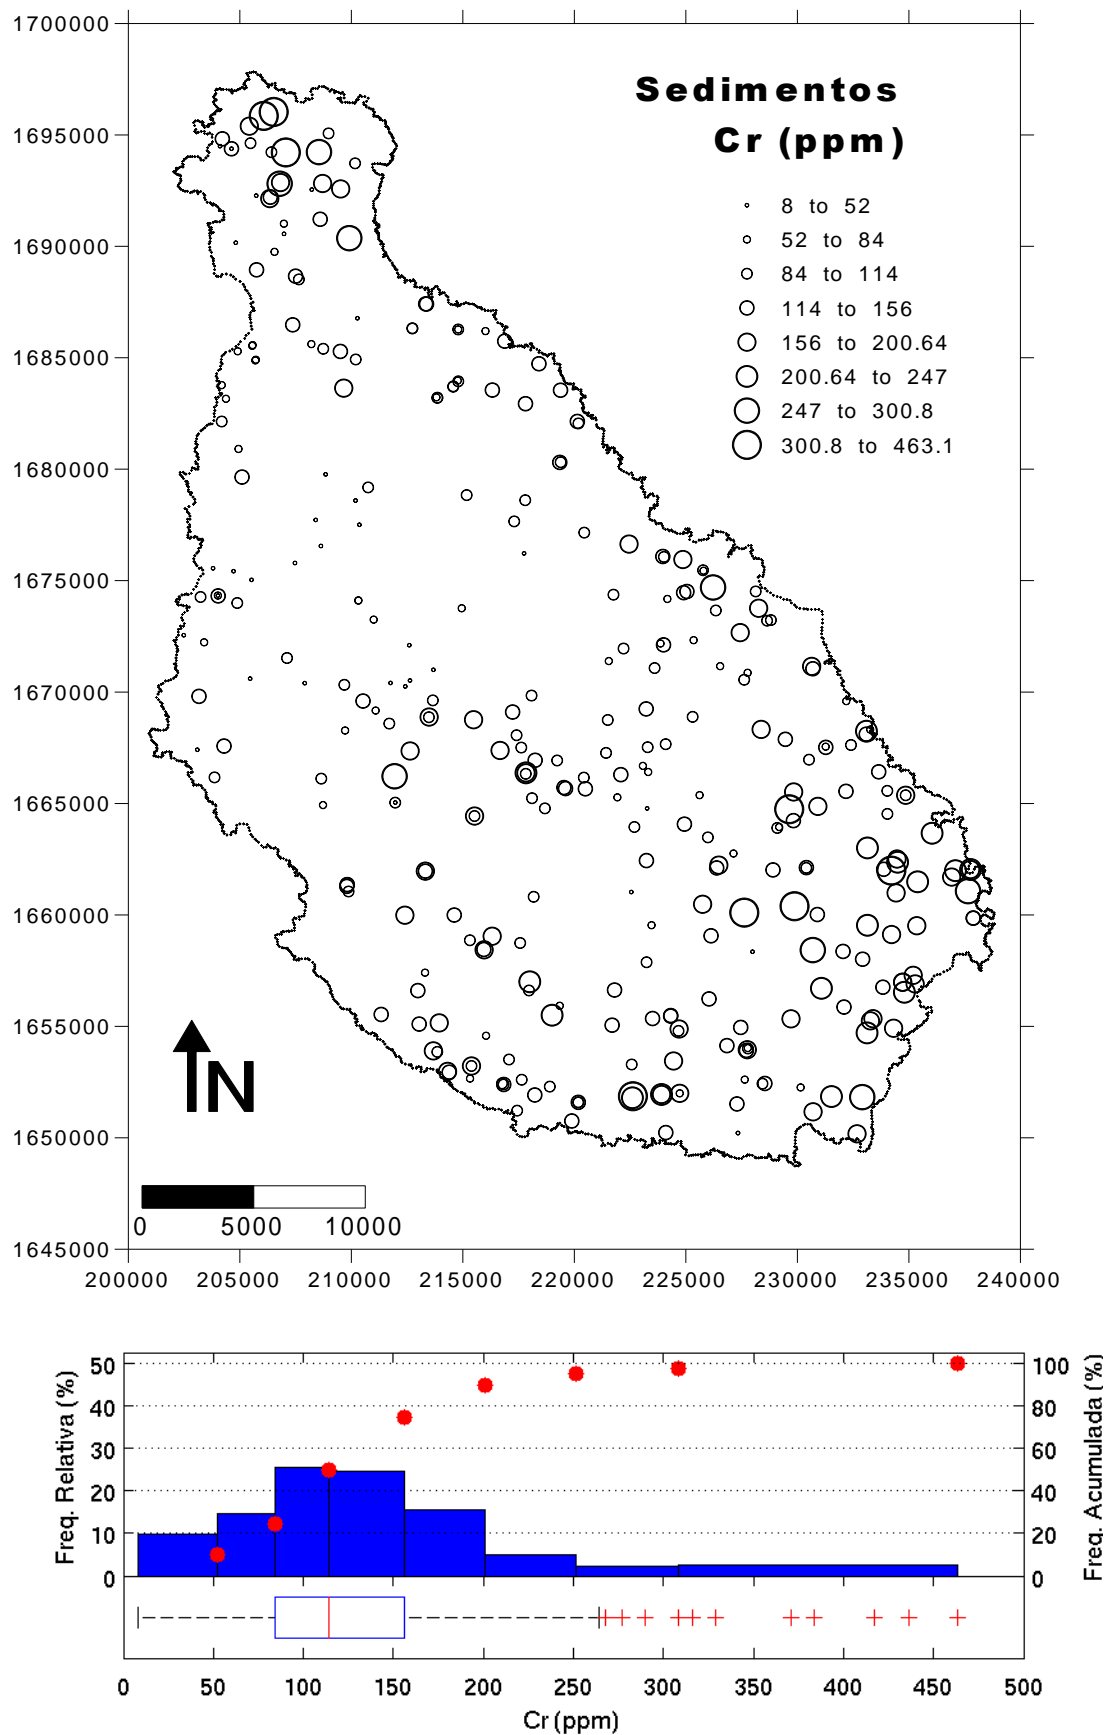 1700000
1695000
1690000
1685000
1680000
1675000
1670000
1665000
1660000
1655000
1650000
1645000
Sedimentos
Cr (ppm)
8 to 52
52 to 84
84 to 114
114 to 156
156 to 200.64
200.64 to 247
247 to 300.8
300.8 to 463.1
N
0 5000 10000
200000 205000 210000 215000 220000 225000 230000 235000 240000
Freq. Relativa (%)
50
40
30
20
10
0
100
80
60
40
20
0
Freq. Acumulada (%)
0 50 100 150 200 250 300 350 400 450 500
Cr (ppm)